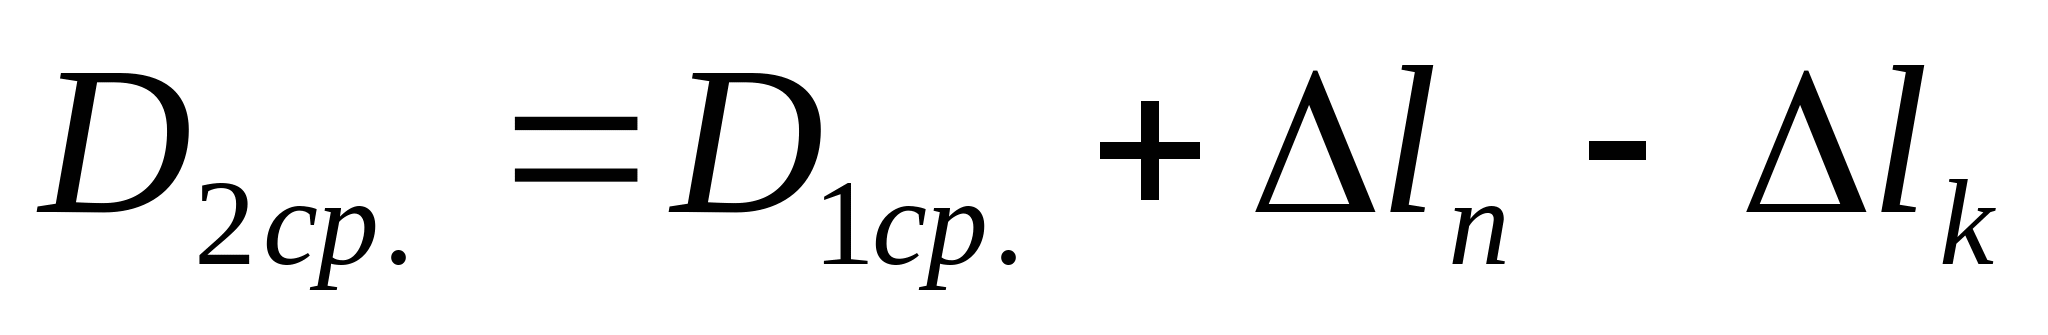 D₂cp. = D₁cp. + Δlₙ - Δlₖ